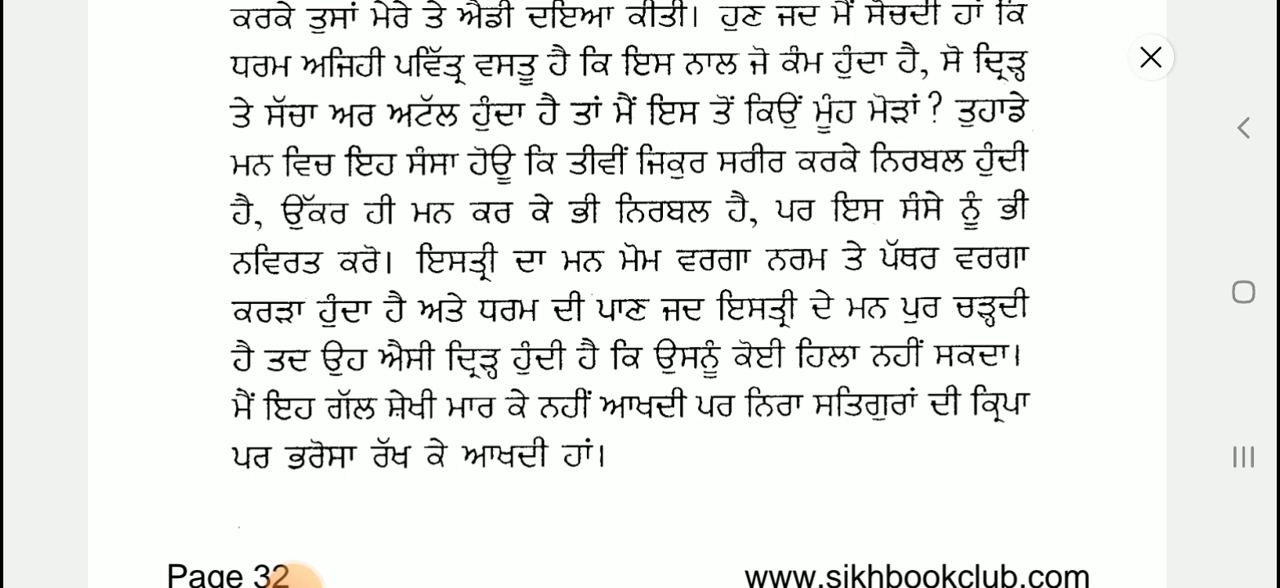 ਕਰਕੇ ਤੁਸਾਂ ਮੇਰੇ ਤੇ ਐਡੀ ਦਇਆ ਕੀਤੀ। ਹੁਣ ਜਦ ਮੈਂ ਸੋਚਦੀ ਹਾਂ ਕਿ
ਧਰਮ ਅਜਿਹੀ ਪਵਿੱਤ੍ਰ ਵਸਤੂ ਹੈ ਕਿ ਇਸ ਨਾਲ ਜੋ ਕੰਮ ਹੁੰਦਾ ਹੈ, ਸੋ ਦ੍ਰਿੜ੍ਹ
ਤੇ ਸੱਚਾ ਅਰ ਅਟੱਲ ਹੁੰਦਾ ਹੈ ਤਾਂ ਮੈਂ ਇਸ ਤੋਂ ਕਿਉਂ ਮੂੰਹ ਮੋੜਾਂ? ਤੁਹਾਡੇ
ਮਨ ਵਿਚ ਇਹ ਸੰਸਾ ਹੋਊ ਕਿ ਤੀਵੀਂ ਜਿਕੁਰ ਸਰੀਰ ਕਰਕੇ ਨਿਰਬਲ ਹੁੰਦੀ
ਹੈ, ਉੱਕਰ ਹੀ ਮਨ ਕਰ ਕੇ ਭੀ ਨਿਰਬਲ ਹੈ, ਪਰ ਇਸ ਸੰਸੇ ਨੂੰ ਭੀ
ਨਵਿਰਤ ਕਰੋ। ਇਸਤ੍ਰੀ ਦਾ ਮਨ ਮੋਮ ਵਰਗਾ ਨਰਮ ਤੇ ਪੱਥਰ ਵਰਗਾ
ਕਰੜਾ ਹੁੰਦਾ ਹੈ ਅਤੇ ਧਰਮ ਦੀ ਪਾਣ ਜਦ ਇਸਤ੍ਰੀ ਦੇ ਮਨ ਪੁਰ ਚੜ੍ਹਦੀ
ਹੈ ਤਦ ਉਹ ਐਸੀ ਦ੍ਰਿੜ੍ਹ ਹੁੰਦੀ ਹੈ ਕਿ ਉਸਨੂੰ ਕੋਈ ਹਿਲਾ ਨਹੀਂ ਸਕਦਾ।
ਮੈਂ ਇਹ ਗੱਲ ਸ਼ੇਖੀ ਮਾਰ ਕੇ ਨਹੀਂ ਆਖਦੀ ਪਰ ਨਿਰਾ ਸਤਿਗੁਰਾਂ ਦੀ ਕ੍ਰਿਪਾ
ਪਰ ਭਰੋਸਾ ਰੱਖ ਕੇ ਆਖਦੀ ਹਾਂ।
Page 32 www.sikhbookclub.com